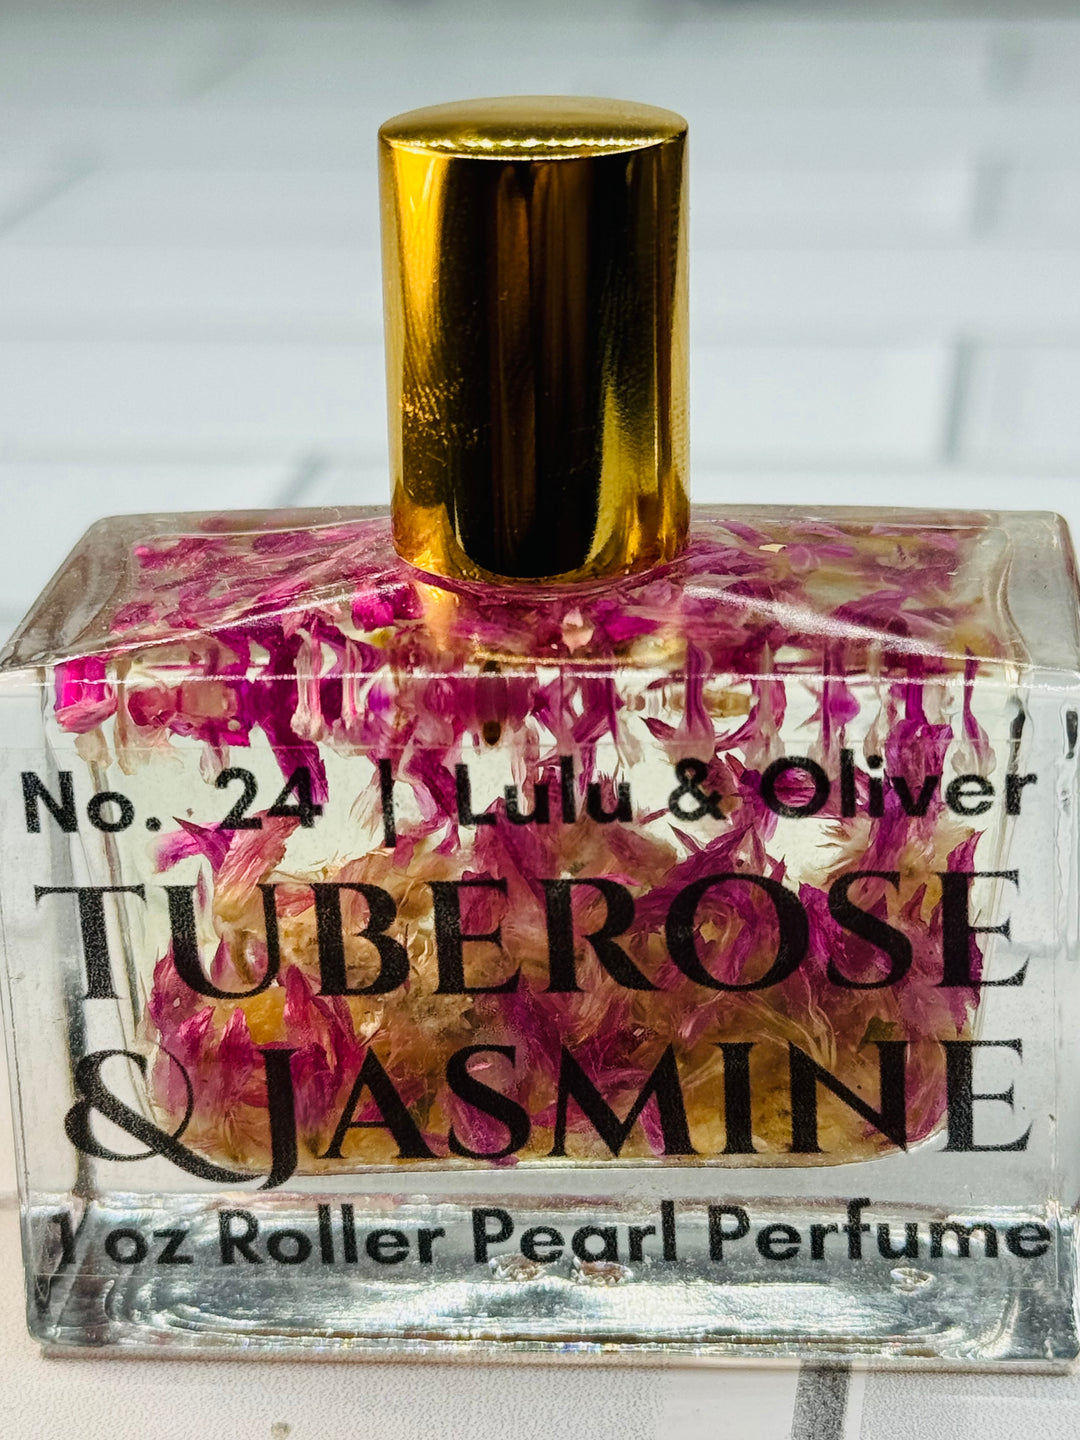 No. 24 | Lulu & Oliver
TUBEROSE
& JASMINE
1 oz Roller Pearl Perfume